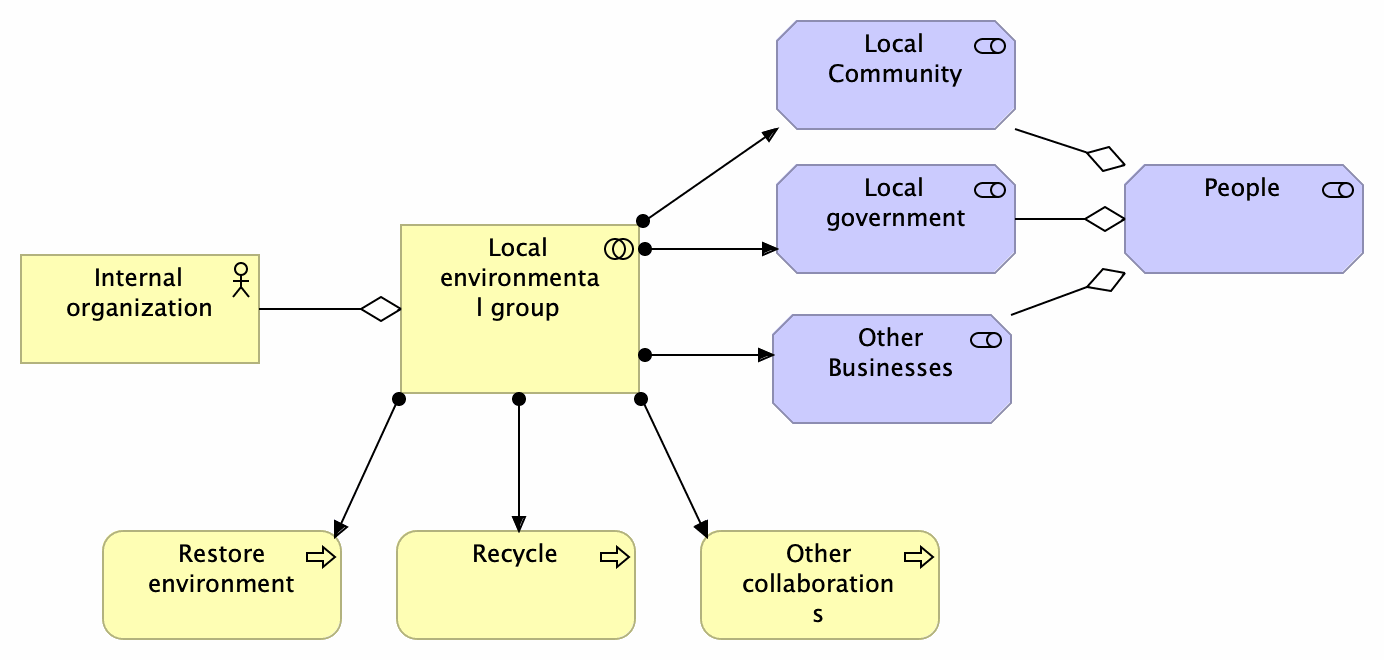 Local
Community
Local
government
People
Local
environmenta
l group
Internal
organization
Other
Businesses
Restore
environment
Recycle
Other
collaboration
s